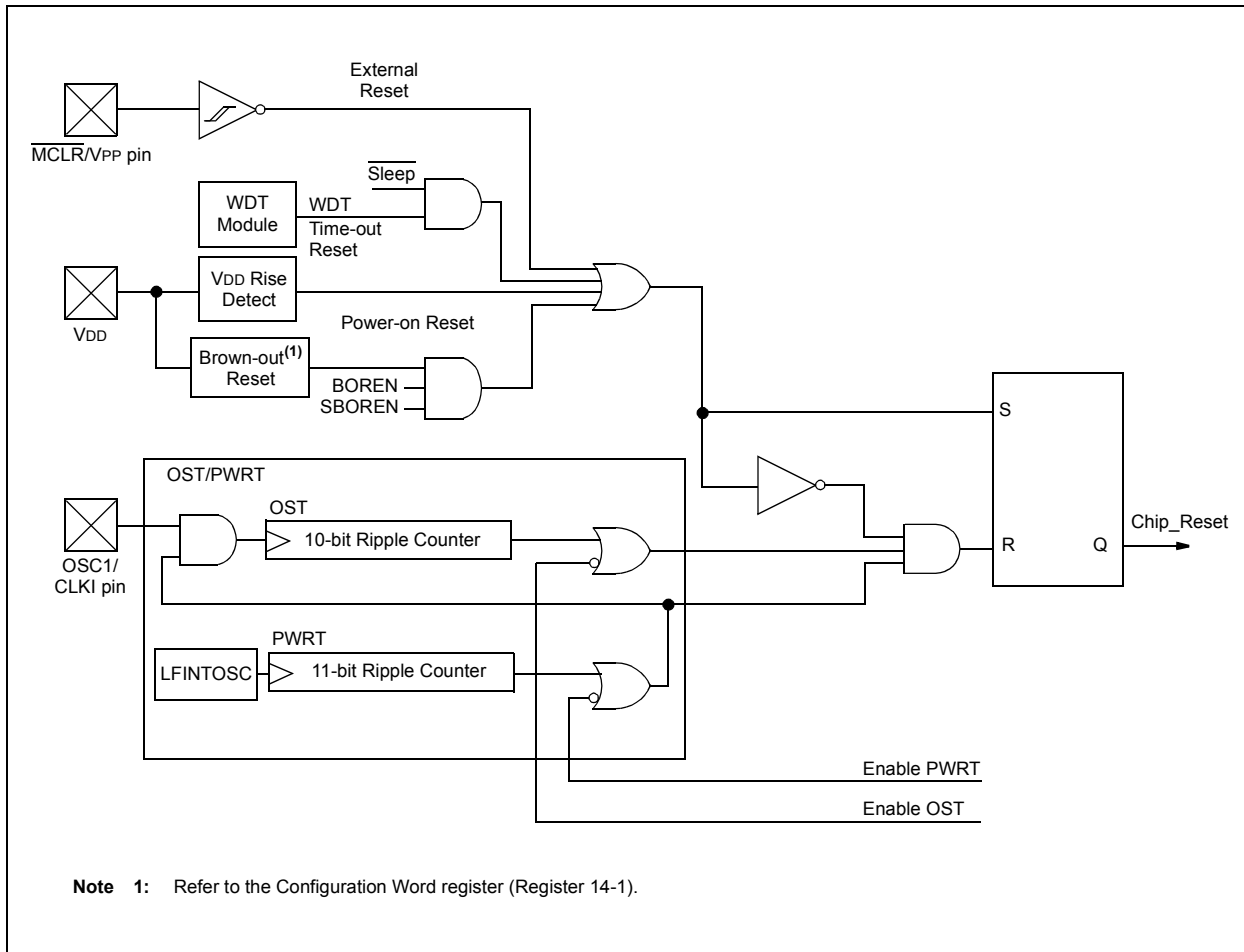 External
Reset
MCLR/VPP pin
Sleep
WDT
Module
WDT
Time-out
Reset
VDD
VDD Rise
Detect
Power-on Reset
Brown-out(1)
Reset
BOREN
SBOREN
S
R
Q
Chip_Reset
OST/PWRT
OST
10-bit Ripple Counter
OSC1/
CLKI pin
PWRT
LFINTOSC
11-bit Ripple Counter
Enable PWRT
Enable OST
Note 1: Refer to the Configuration Word register (Register 14-1).